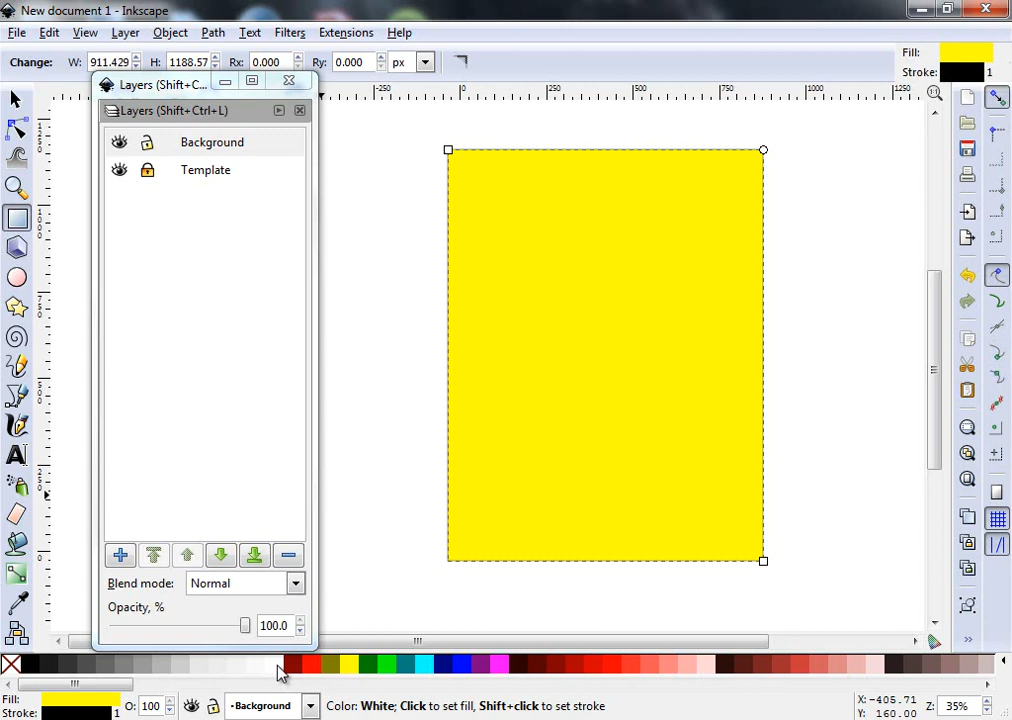 New document 1 - Inkscape
File Edit View Layer Object Path Text Filters Extensions Help
Change: W: 911.429 H: 1188.57 Rx: 0.000 Ry: 0.000 px
Fill:
Stroke: 1
Layers (Shift+C...
Layers (Shift+Ctrl+L)
-250 0 250 500 750 1000 1250
Background
Template
Blend mode: Normal
Opacity, %
100.0
Fill:
Stroke: 1
O: 100
•Background
Color: White; Click to set fill, Shift+click to set stroke
X: -405.71
Y: 160.00
Z: 35%